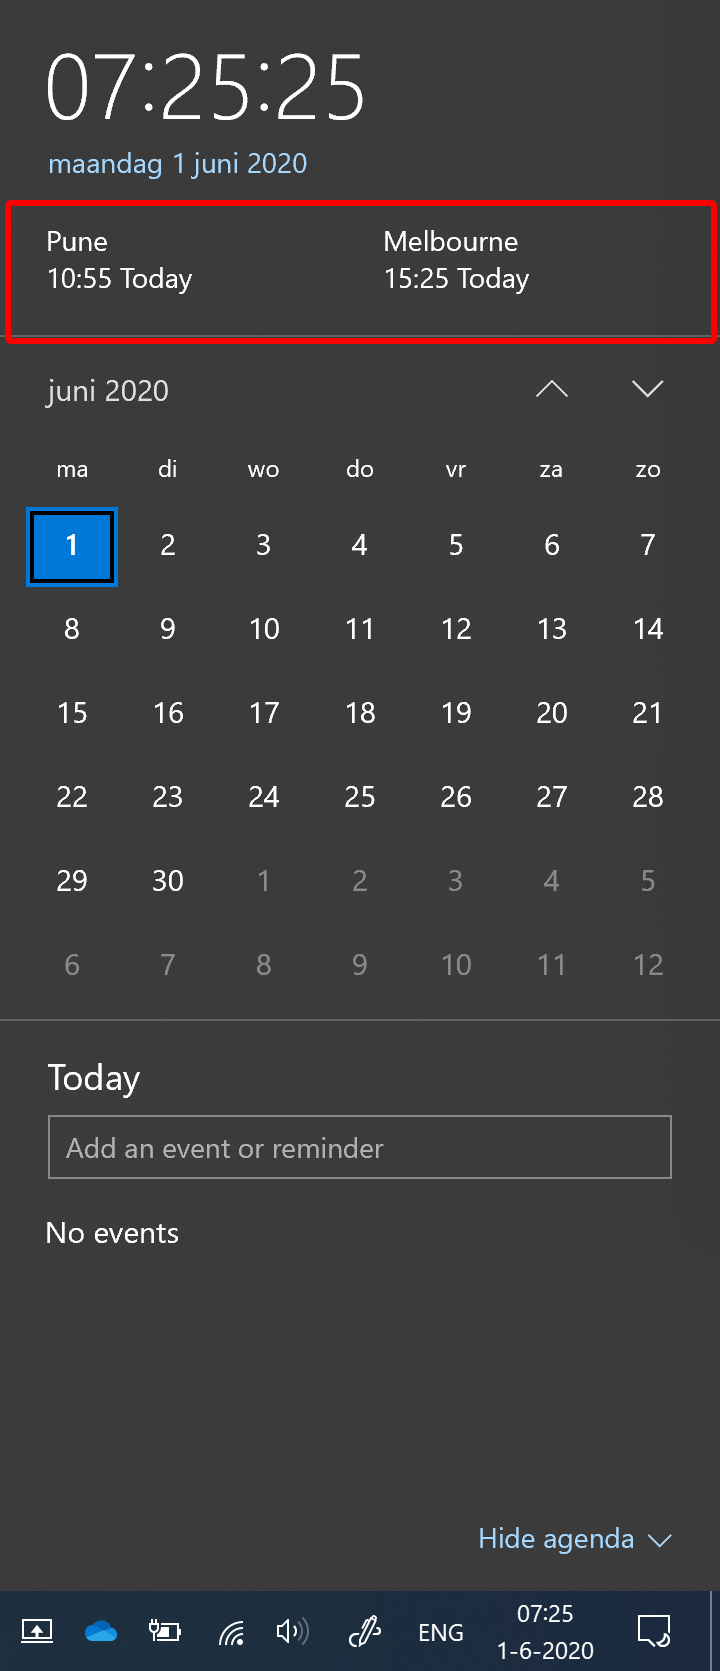 07:25:25
maandag 1 juni 2020
Pune Melbourne
10:55 Today 15:25 Today
juni 2020
ma di wo do vr za zo
1 2 3 4 5 6 7
8 9 10 11 12 13 14
15 16 17 18 19 20 21
22 23 24 25 26 27 28
29 30 1 2 3 4 5
6 7 8 9 10 11 12
Today
Add an event or reminder
No events
Hide agenda
ENG 07:25
1-6-2020